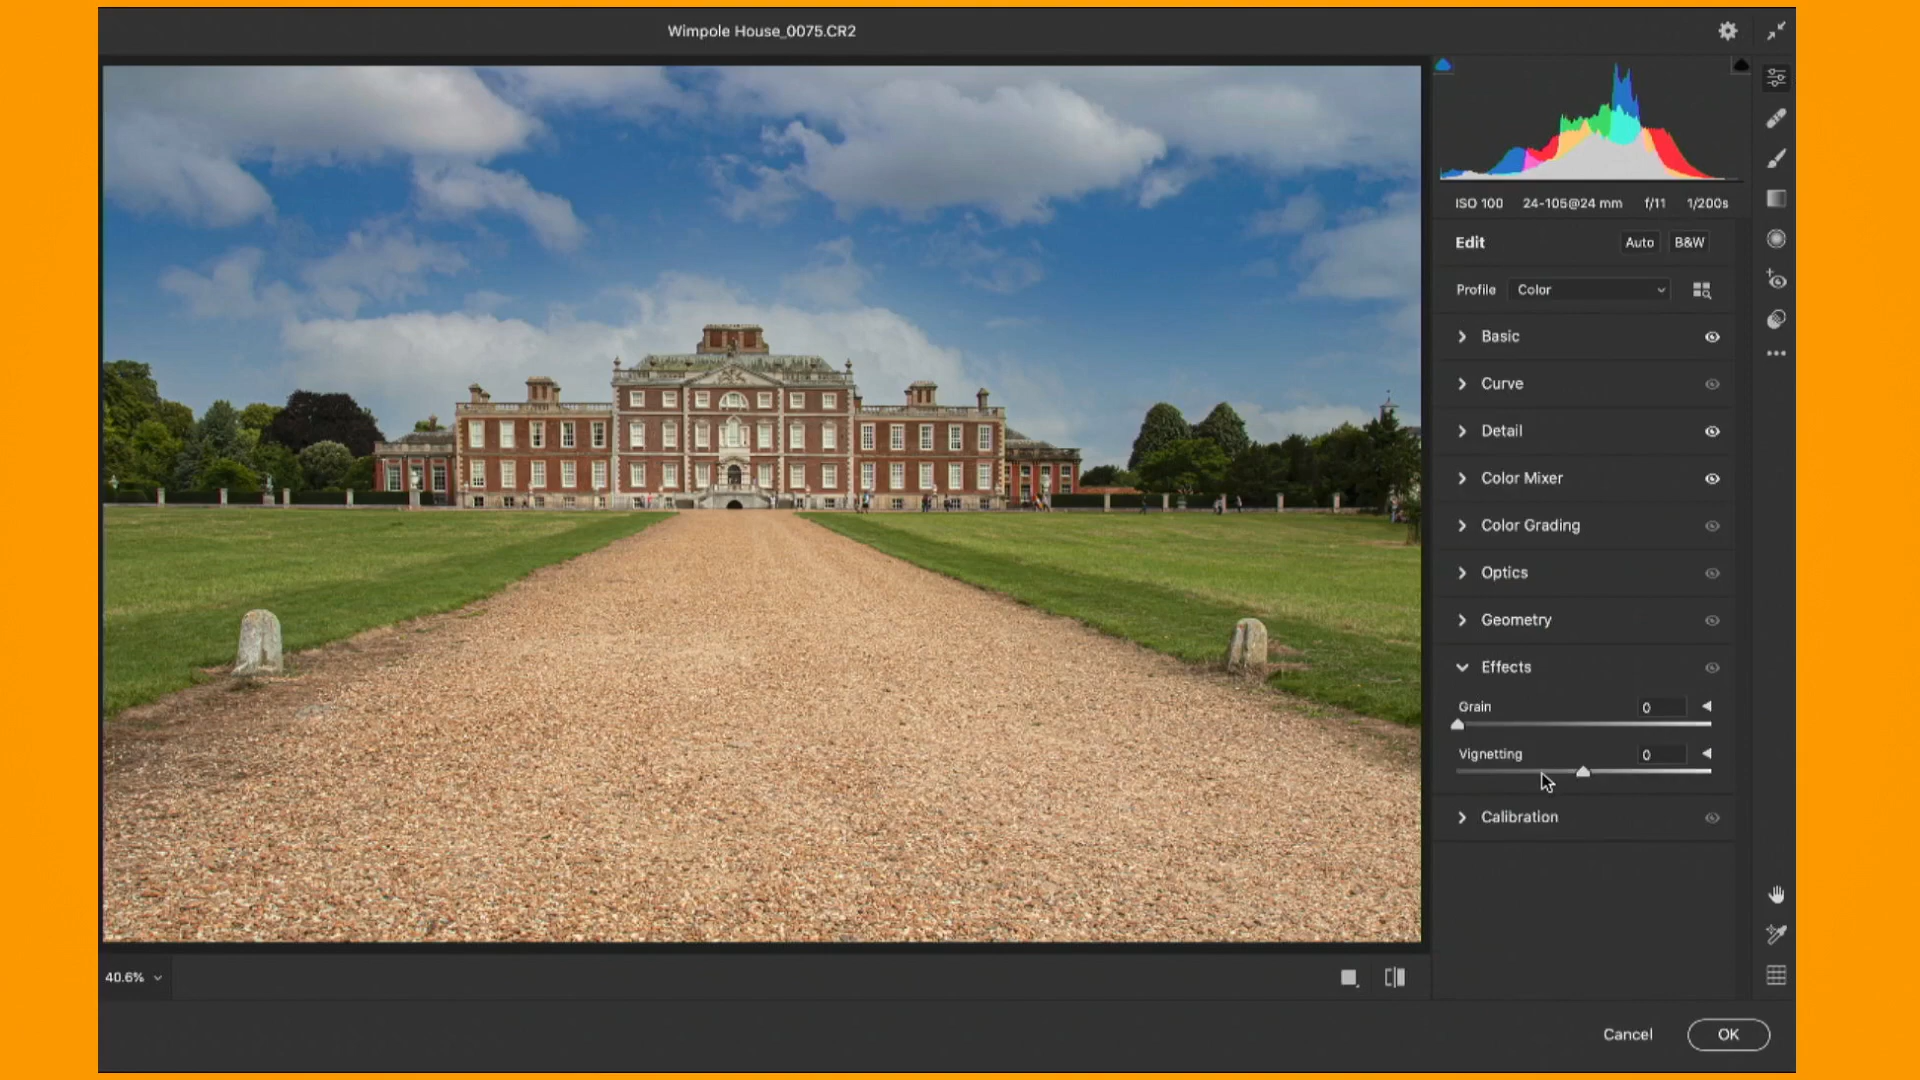 Wimpole House_0075.CR2
ISO 100 24-105@24 mm f/11 1/200s
Edit Auto B&W
Profile Color
Basic
Curve
Detail
Color Mixer
Color Grading
Optics
Geometry
Effects
Grain 0
Vignetting 0
Calibration
40.6%
Cancel OK